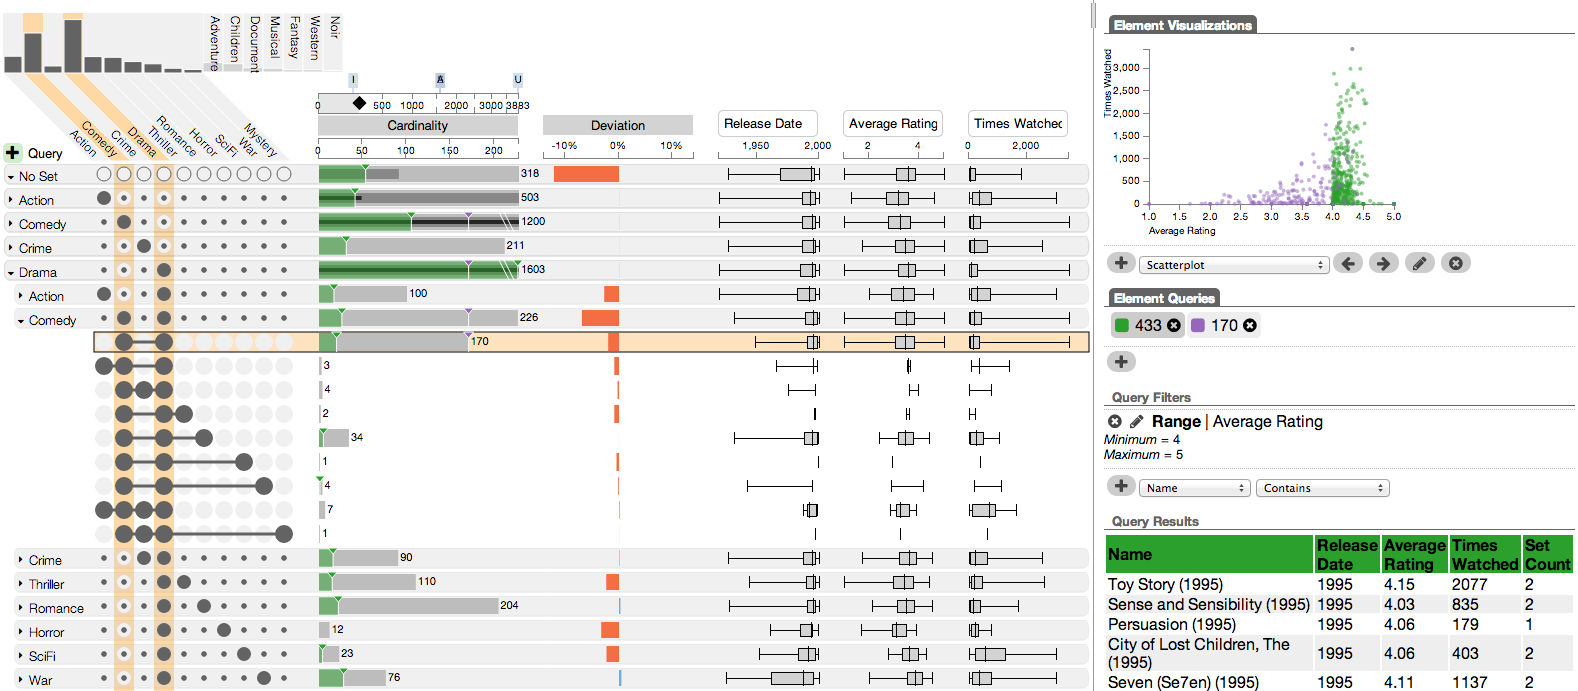 Adventure
Children
Document
Musical
Fantasy
Western
Noir
Action
Comedy
Crime
Drama
Thriller
Romance
Horror
SciFi
War
Mystery
Query
I
U
0 500 1000 2000 3000 3883
Cardinality
0 50 100 150 200
Deviation
-10% 0% 10%
Release Date
1,950 2,000
Average Rating
2 4
Times Watched
0 2,000
No Set 318
Action 503
Comedy 1200
Crime 211
Drama 1603
Action 100
Comedy 226
170
3
4
2
34
1
4
7
1
Crime 90
Thriller 110
Romance 204
Horror 12
SciFi 23
War 76
Element Visualizations
Times Watched
3,000
2,500
2,000
1,500
1,000
500
0
1.0 1.5 2.0 2.5 3.0 3.5 4.0 4.5 5.0
Average Rating
Scatterplot
Element Queries
433 170
Query Filters
Range | Average Rating
Minimum = 4
Maximum = 5
Name Contains
Query Results
Name Release Date Average Rating Times Watched Set Count
Toy Story (1995) 1995 4.15 2077 2
Sense and Sensibility (1995) 1995 4.03 835 2
Persuasion (1995) 1995 4.06 179 1
City of Lost Children, The (1995) 1995 4.06 403 2
Seven (Se7en) (1995) 1995 4.11 1137 2